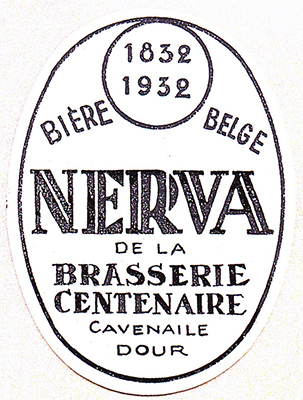 1832
1932
BIÈRE BELGE
NERVA
DE LA
BRASSERIE
CENTENAIRE
CAVENAILE
DOUR